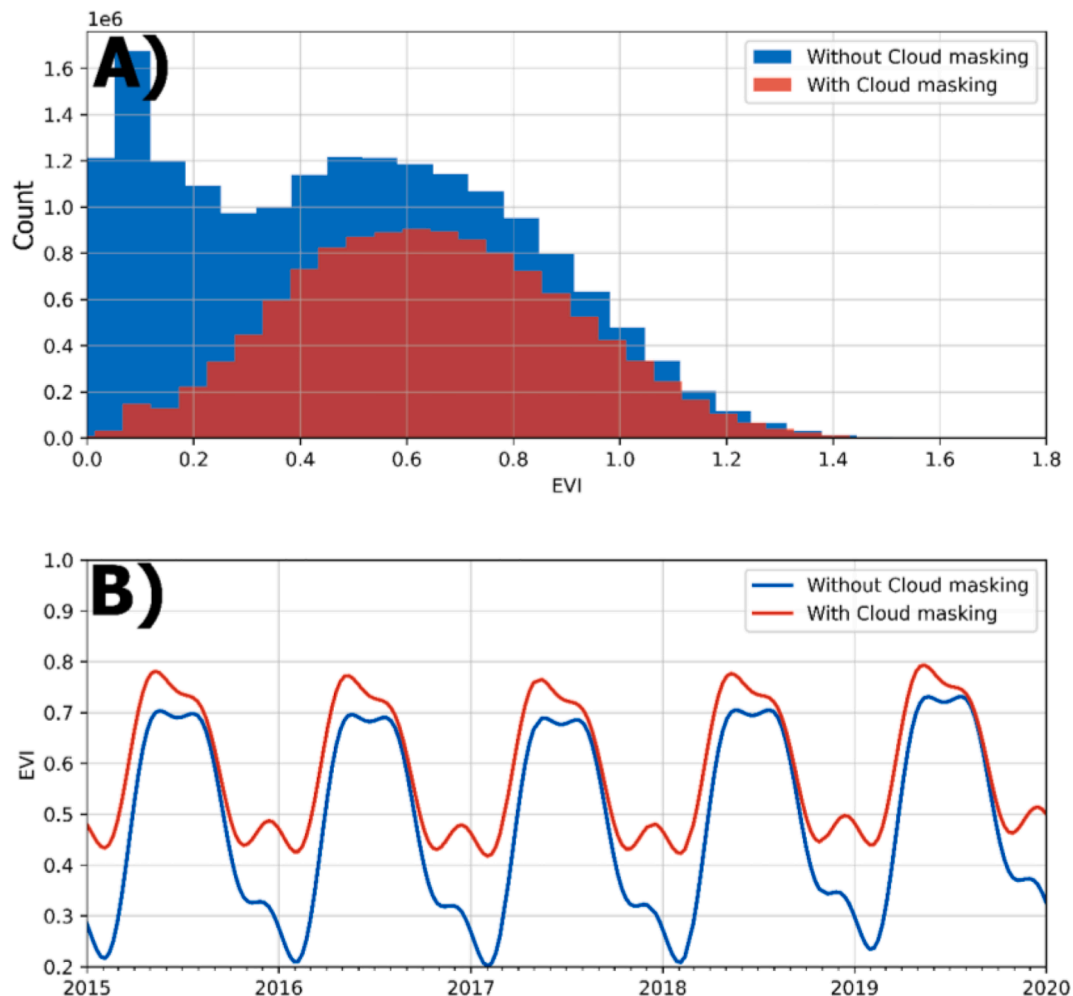 1e6
A)
Without Cloud masking
With Cloud masking
1.6
1.4
1.2
1.0
0.8
0.6
0.4
0.2
0.0
Count
0.0 0.2 0.4 0.6 0.8 1.0 1.2 1.4 1.6 1.8
EVI
B)
Without Cloud masking
With Cloud masking
1.0
0.9
0.8
0.7
0.6
0.5
0.4
0.3
0.2
EVI
2015 2016 2017 2018 2019 2020